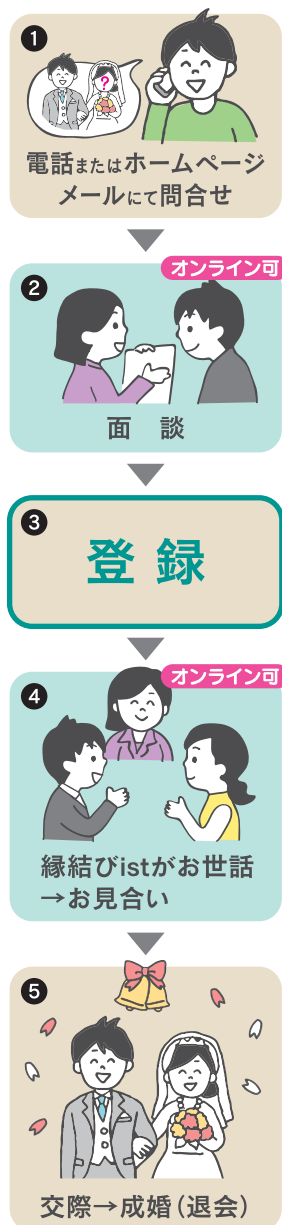 ❶
?
電話またはホームページ
メールにて問合せ
オンライン可
❷
面 談
❸
登 録
オンライン可
❹
縁結びistがお世話
→お見合い
❺
交際→成婚(退会)